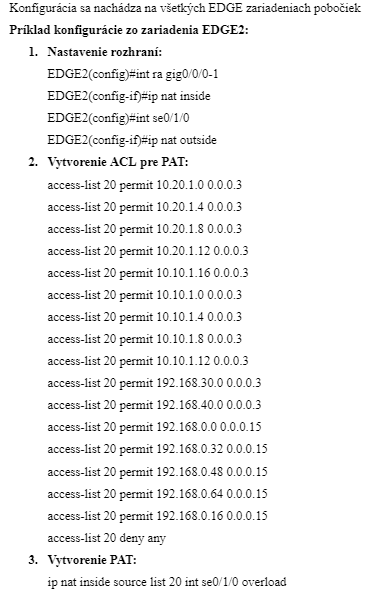 Konfigurácia sa nachádza na všetkých EDGE zariadeniach pobočiek
Príklad konfigurácie zo zariadenia EDGE2:
1. Nastavenie rozhraní:
EDGE2(config)#int ra gig0/0/0-1
EDGE2(config-if)#ip nat inside
EDGE2(config)#int se0/1/0
EDGE2(config-if)#ip nat outside
2. Vytvorenie ACL pre PAT:
access-list 20 permit 10.20.1.0 0.0.0.3
access-list 20 permit 10.20.1.4 0.0.0.3
access-list 20 permit 10.20.1.8 0.0.0.3
access-list 20 permit 10.20.1.12 0.0.0.3
access-list 20 permit 10.10.1.16 0.0.0.3
access-list 20 permit 10.10.1.0 0.0.0.3
access-list 20 permit 10.10.1.4 0.0.0.3
access-list 20 permit 10.10.1.8 0.0.0.3
access-list 20 permit 10.10.1.12 0.0.0.3
access-list 20 permit 192.168.30.0 0.0.0.3
access-list 20 permit 192.168.40.0 0.0.0.3
access-list 20 permit 192.168.0.0 0.0.0.15
access-list 20 permit 192.168.0.32 0.0.0.15
access-list 20 permit 192.168.0.48 0.0.0.15
access-list 20 permit 192.168.0.64 0.0.0.15
access-list 20 permit 192.168.0.16 0.0.0.15
access-list 20 deny any
3. Vytvorenie PAT:
ip nat inside source list 20 int se0/1/0 overload